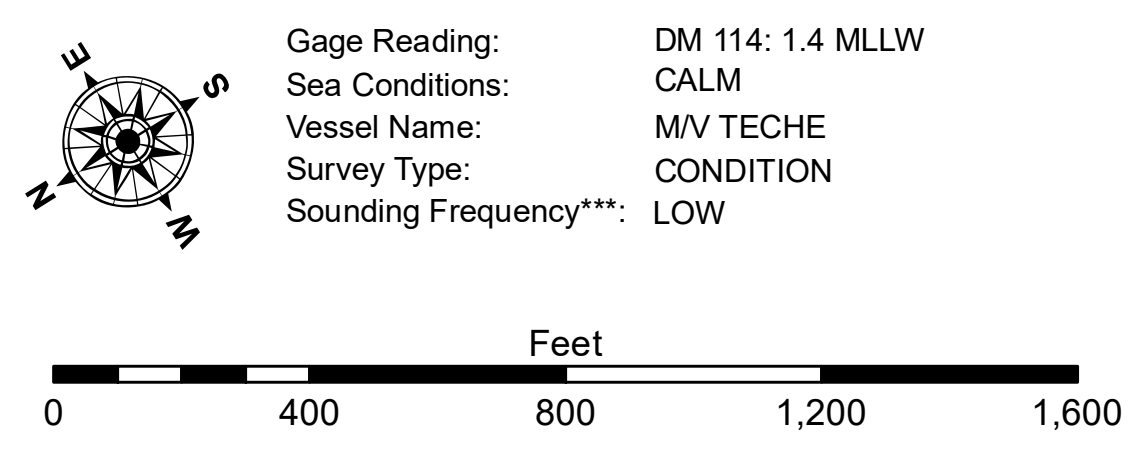 E
S
N
W
Gage Reading: DM 114: 1.4 MLLW
Sea Conditions: CALM
Vessel Name: M/V TECHE
Survey Type: CONDITION
Sounding Frequency***: LOW
Feet
0 400 800 1,200 1,600